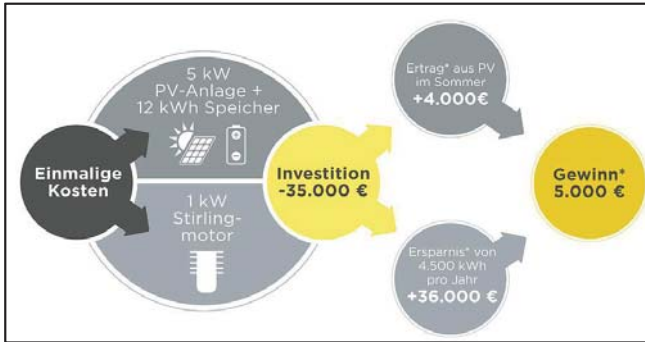 5 kW
PV-Anlage +
12 kWh Speicher
Einmalige
Kosten
1 kW
Stirling-
motor
Investition
-35.000 €
Ertrag* aus PV
im Sommer
+4.000€
Ersparnis* von
4.500 kWh
pro Jahr
+36.000 €
Gewinn*
5.000 €